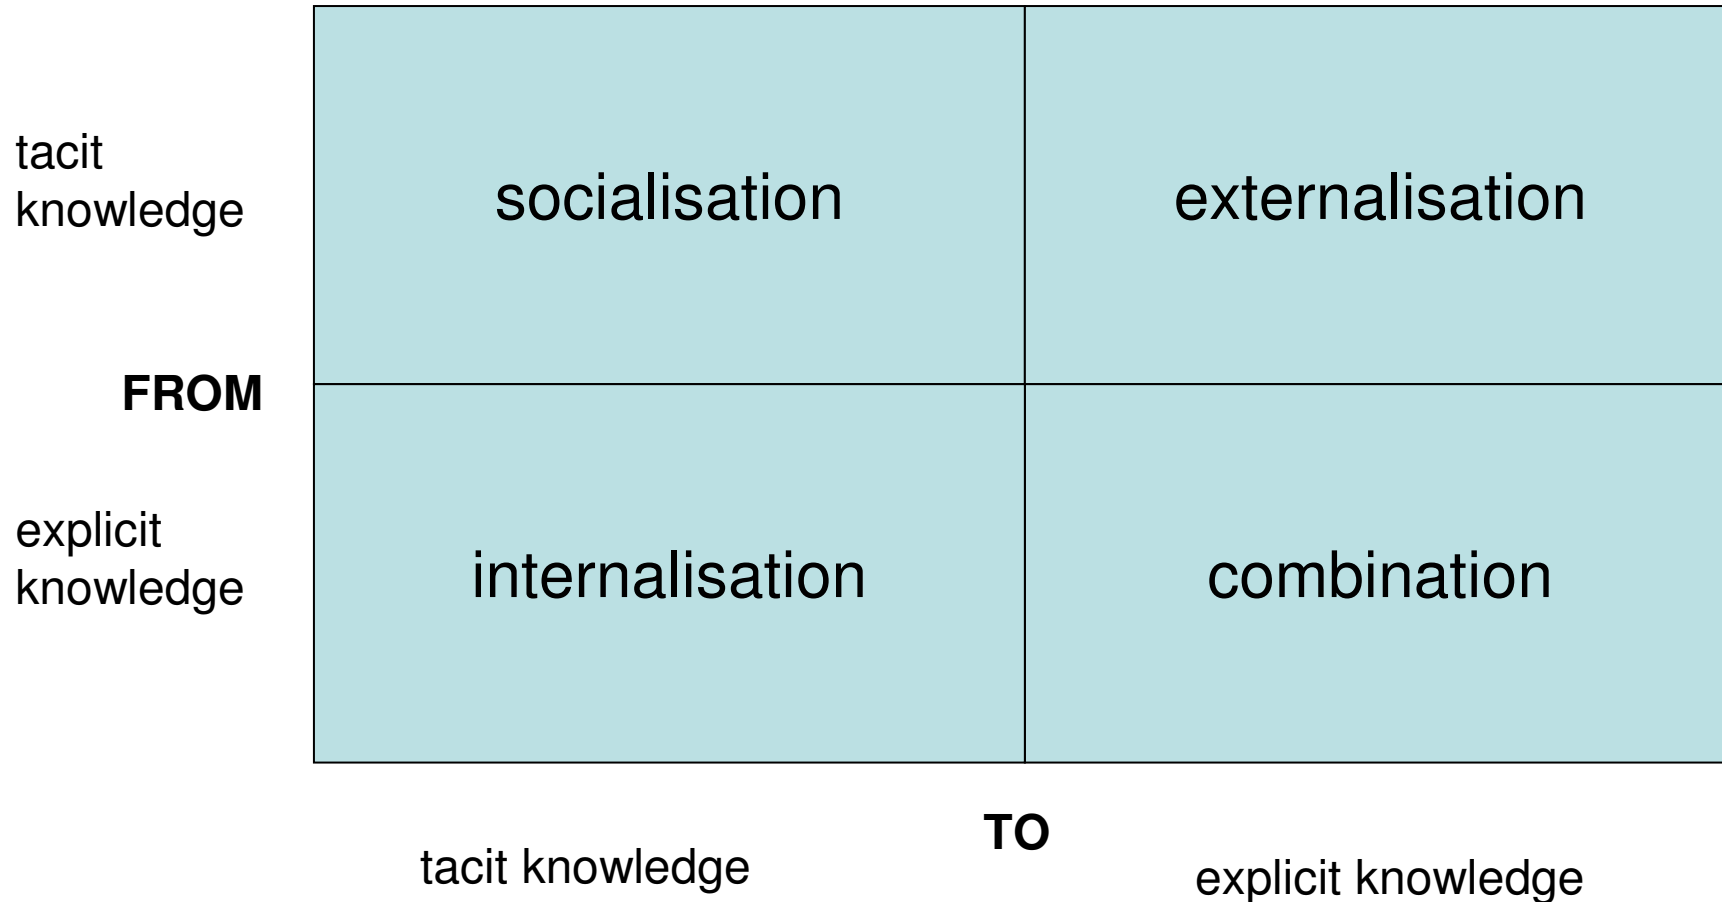 tacit
knowledge
socialisation
externalisation
FROM
explicit
knowledge
internalisation
combination
TO
tacit knowledge
explicit knowledge